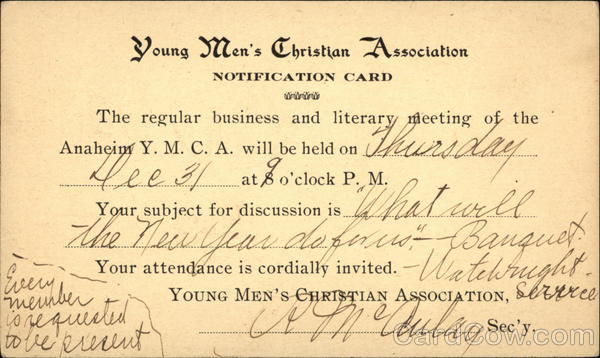 Young Men's Christian Association
NOTIFICATION CARD
The regular business and literary meeting of the
Anaheim Y. M. C. A. will be held on Thursday
Dec 31 at 9 o'clock P. M.
Your subject for discussion is "What will
the New Year do for us," — Banquet.
Your attendance is cordially invited. — Watchnight
YOUNG MEN'S CHRISTIAN ASSOCIATION, Service
Sec'y.
Every
member
is requested
to be present
CardCow.com